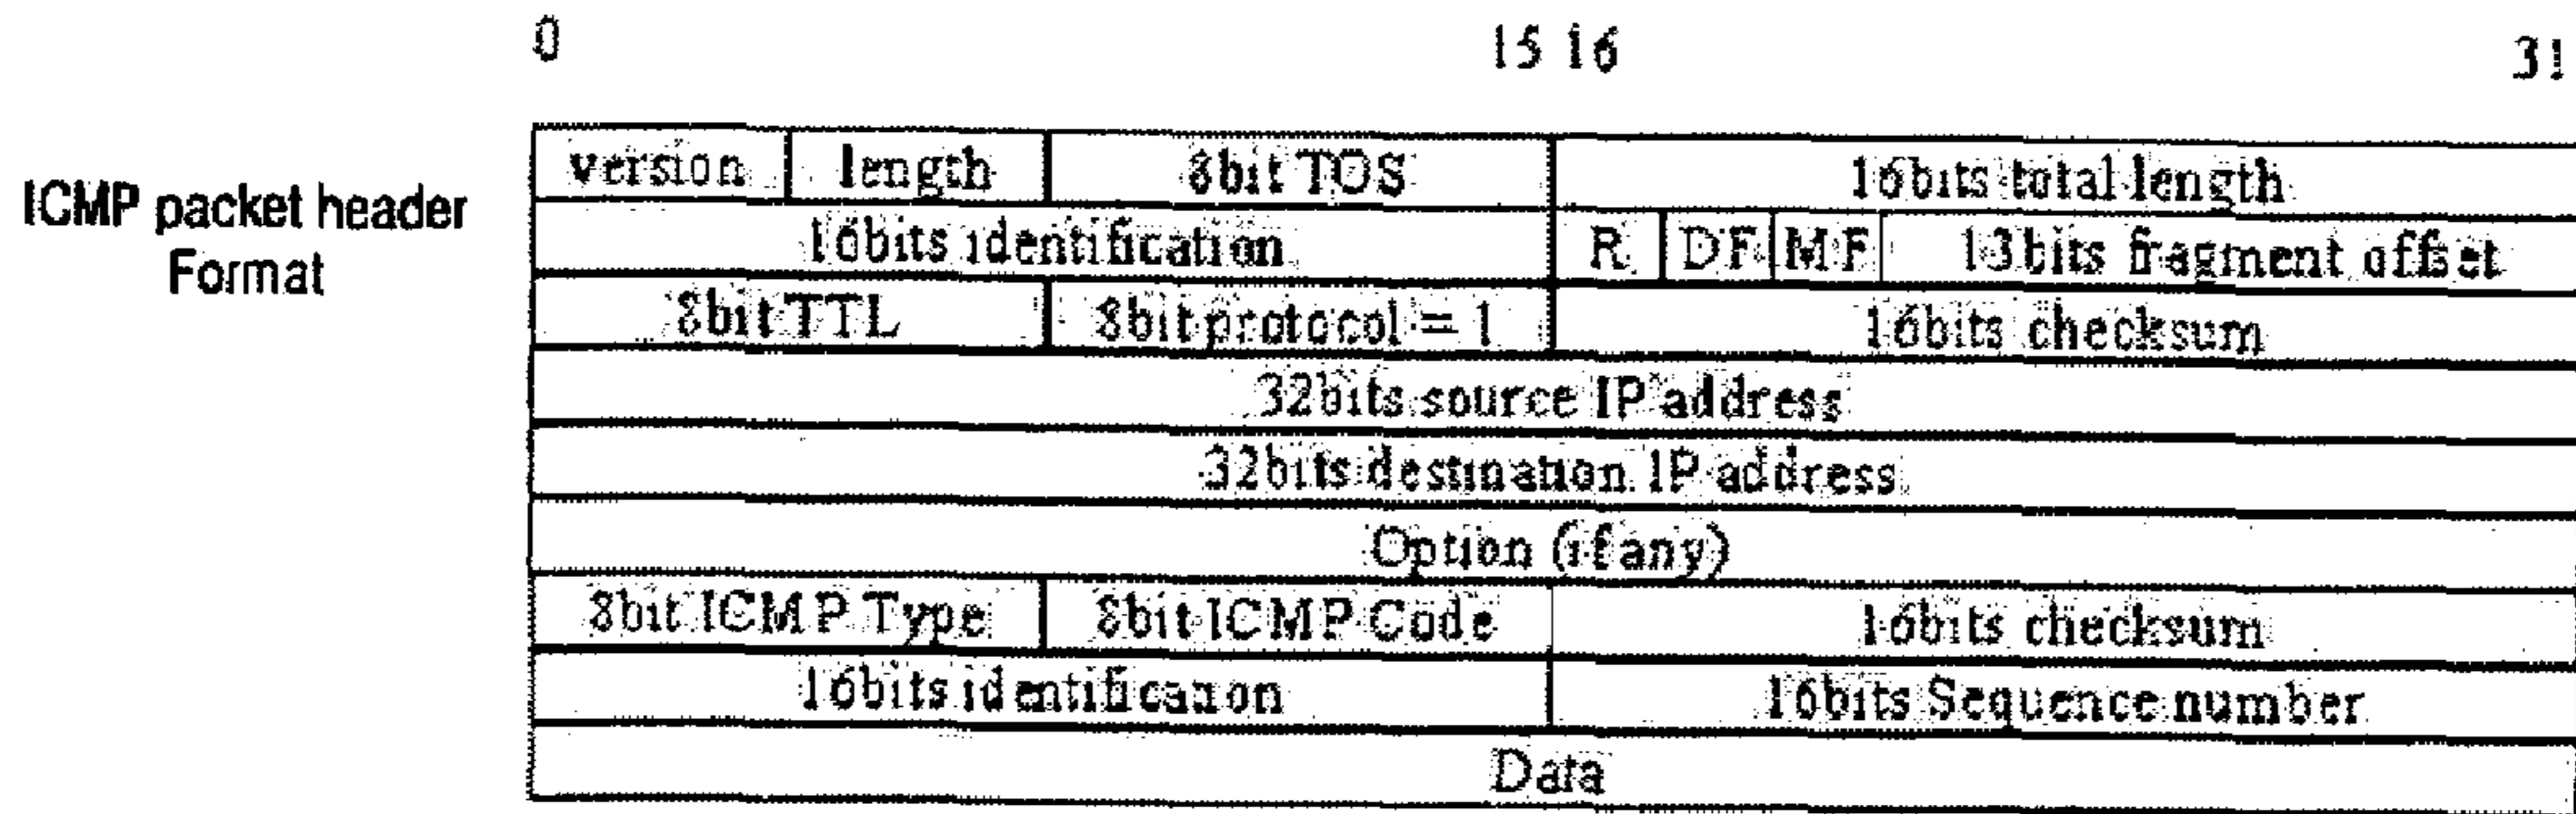 0 15 16 31
ICMP packet header
Format
version length 8bit TOS 16bits total length
16bits identification R DF MF 13bits fragment offset
8bit TTL 8bit protocol = 1 16bits checksum
32bits source IP address
32bits destination IP address
Option (if any)
8bit ICMP Type 8bit ICMP Code 16bits checksum
16bits identification 16bits Sequence number
Data